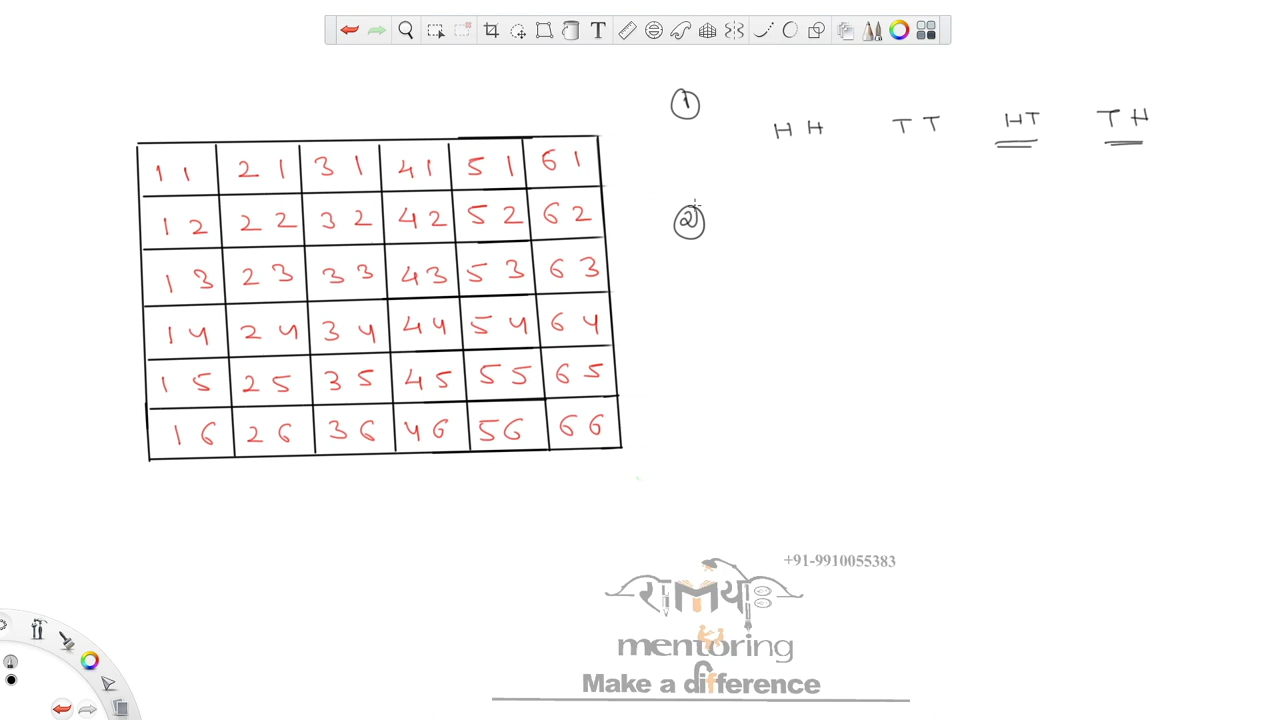 1
H H T T HT T H
2
1 1 2 1 3 1 4 1 5 1 6 1
1 2 2 2 3 2 4 2 5 2 6 2
1 3 2 3 3 3 4 3 5 3 6 3
1 4 2 4 3 4 4 4 5 4 6 4
1 5 2 5 3 5 4 5 5 5 6 5
1 6 2 6 3 6 4 6 5 6 6 6
+91-9910055383
mentoring
Make a difference